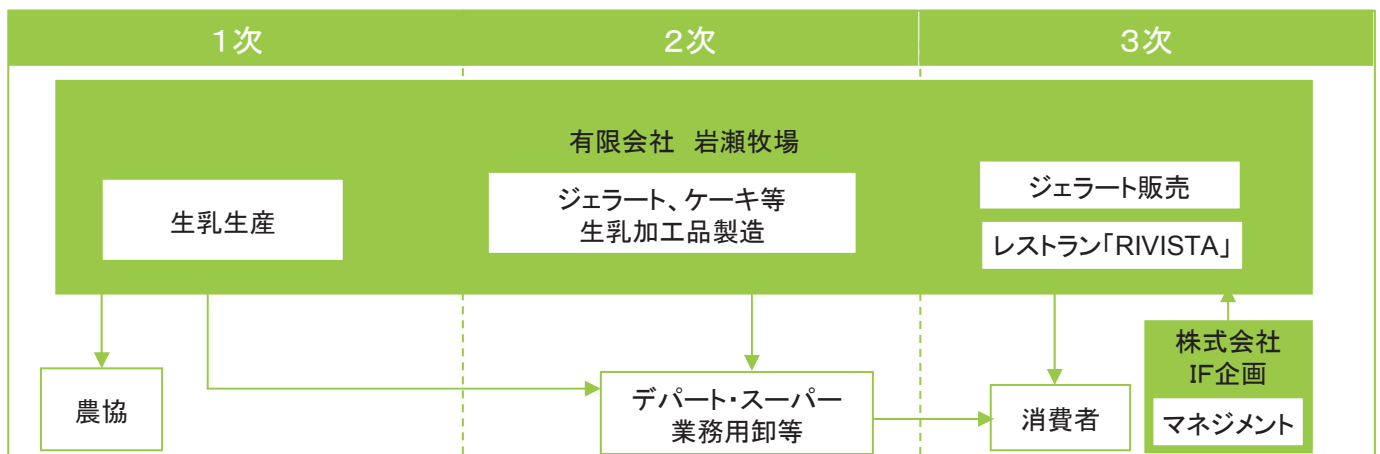 1次
2次
3次
有限会社 岩瀬牧場
生乳生産
ジェラート、ケーキ等
生乳加工品製造
ジェラート販売
レストラン「RIVISTA」
農協
デパート・スーパー
業務用卸等
消費者
株式会社
IF企画
マネジメント